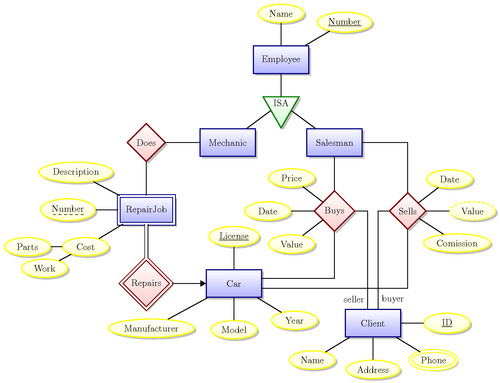 Name
Number
Employee
ISA
Does
Mechanic
Salesman
Description
Price
Date
Number
RepairJob
Date
Buys
Sells
Value
Parts
Cost
License
Value
Comission
Work
Repairs
Car
seller
buyer
Manufacturer
Model
Year
Client
ID
Name
Address
Phone